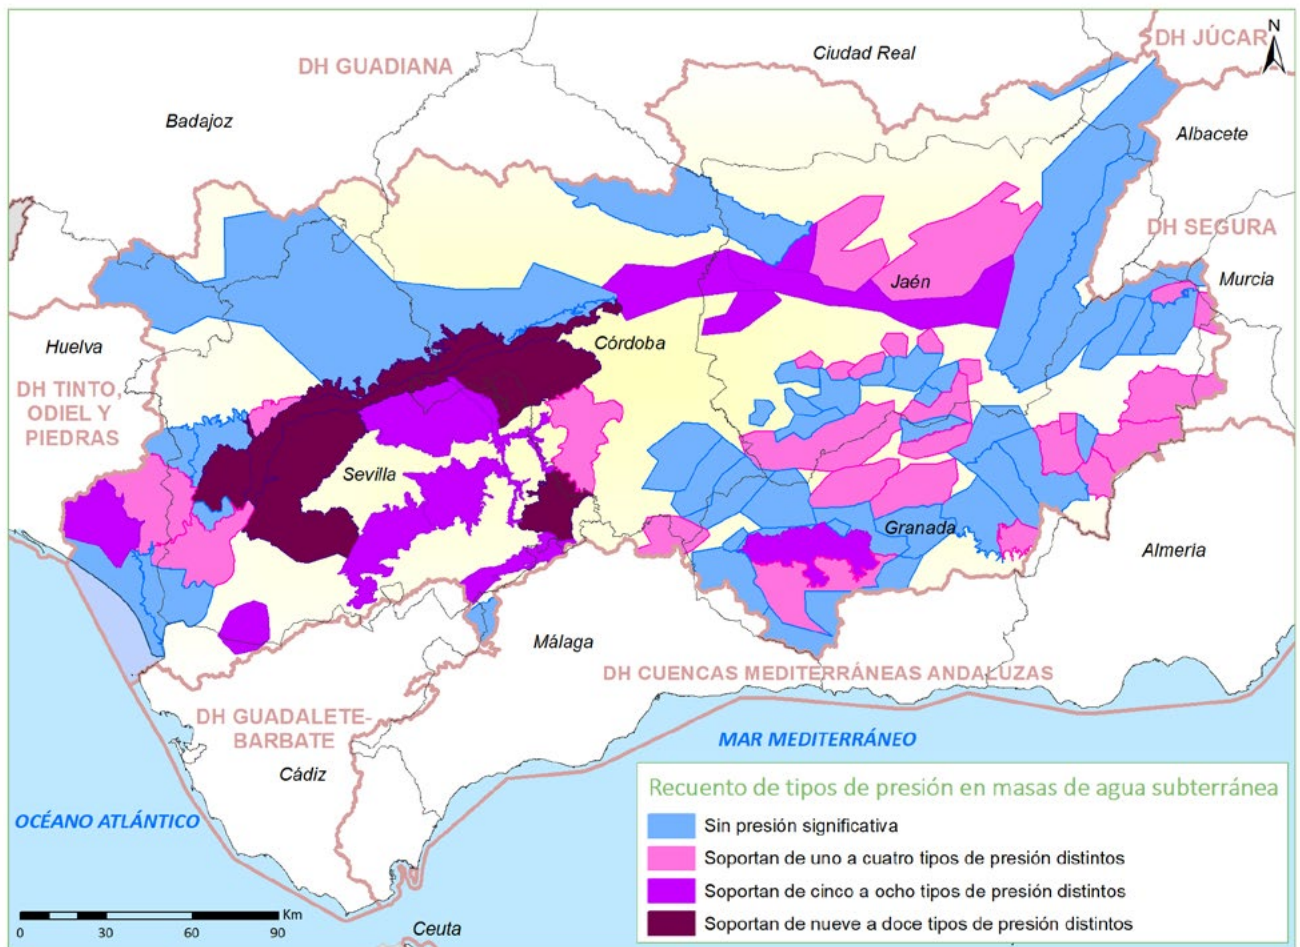 N
DH JÚCAR
Ciudad Real
DH GUADIANA
Badajoz
Albacete
DH SEGURA
Murcia
Jaén
Huelva
Córdoba
DH TINTO,
ODIEL Y
PIEDRAS
Sevilla
Granada
Almeria
Málaga
DH CUENCAS MEDITERRÁNEAS ANDALUZAS
DH GUADALETE-
BARBATE
MAR MEDITERRÁNEO
Cádiz
OCÉANO ATLÁNTICO
Recuento de tipos de presión en masas de agua subterránea
Sin presión significativa
Soportan de uno a cuatro tipos de presión distintos
Soportan de cinco a ocho tipos de presión distintos
Soportan de nueve a doce tipos de presión distintos
Km
0 30 60 90
Ceuta